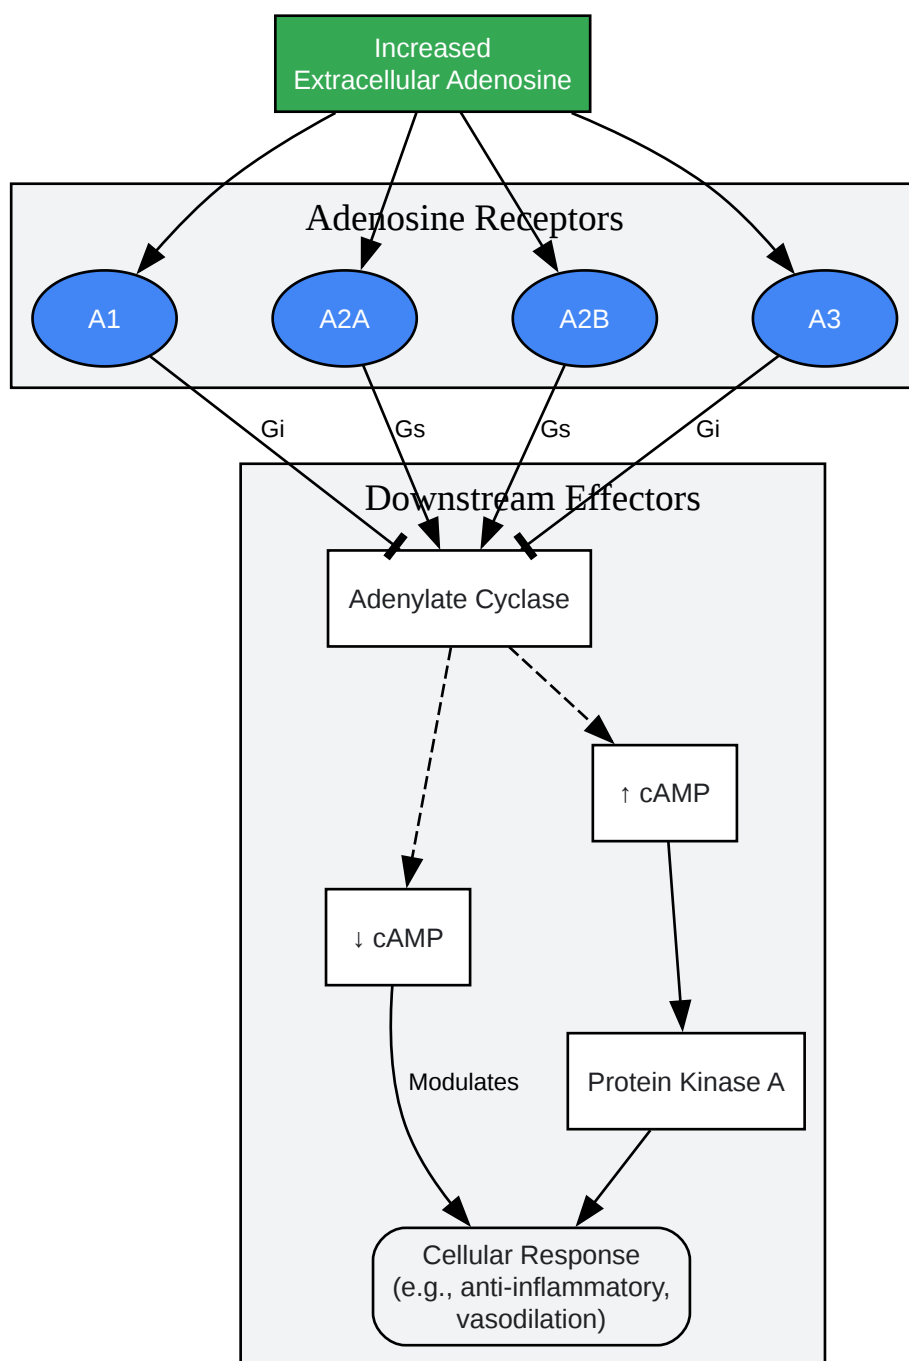 Increased
Extracellular Adenosine
Adenosine Receptors
A1
A2A
A2B
A3
Gi
Gs
Gs
Gi
Downstream Effectors
Adenylate Cyclase
↑ cAMP
↓ cAMP
Modulates
Protein Kinase A
Cellular Response
(e.g., anti-inflammatory,
vasodilation)